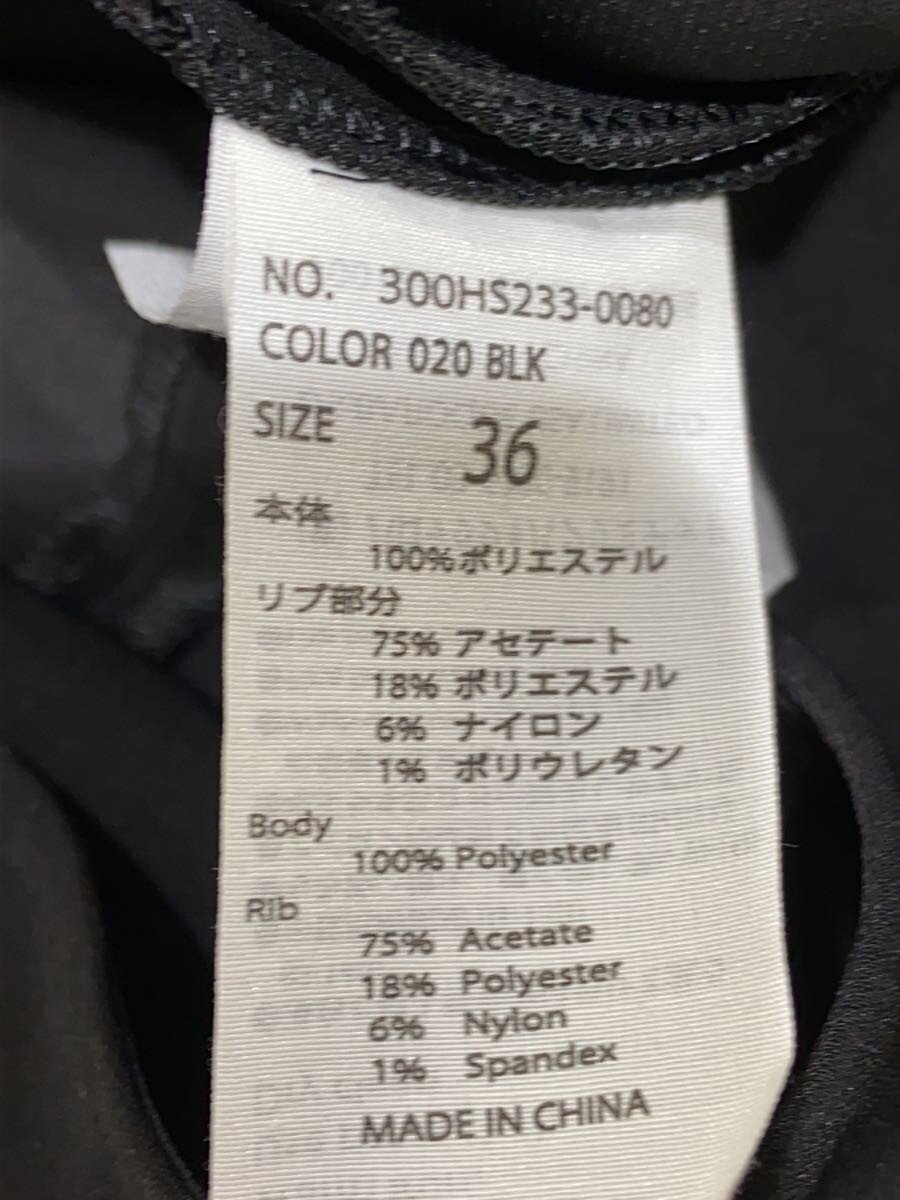 NO. 300HS233-0080
COLOR 020 BLK
SIZE 36
本体
100%ポリエステル
リブ部分
75% アセテート
18% ポリエステル
6% ナイロン
1% ポリウレタン
Body
100% Polyester
Rib
75% Acetate
18% Polyester
6% Nylon
1% Spandex
MADE IN CHINA